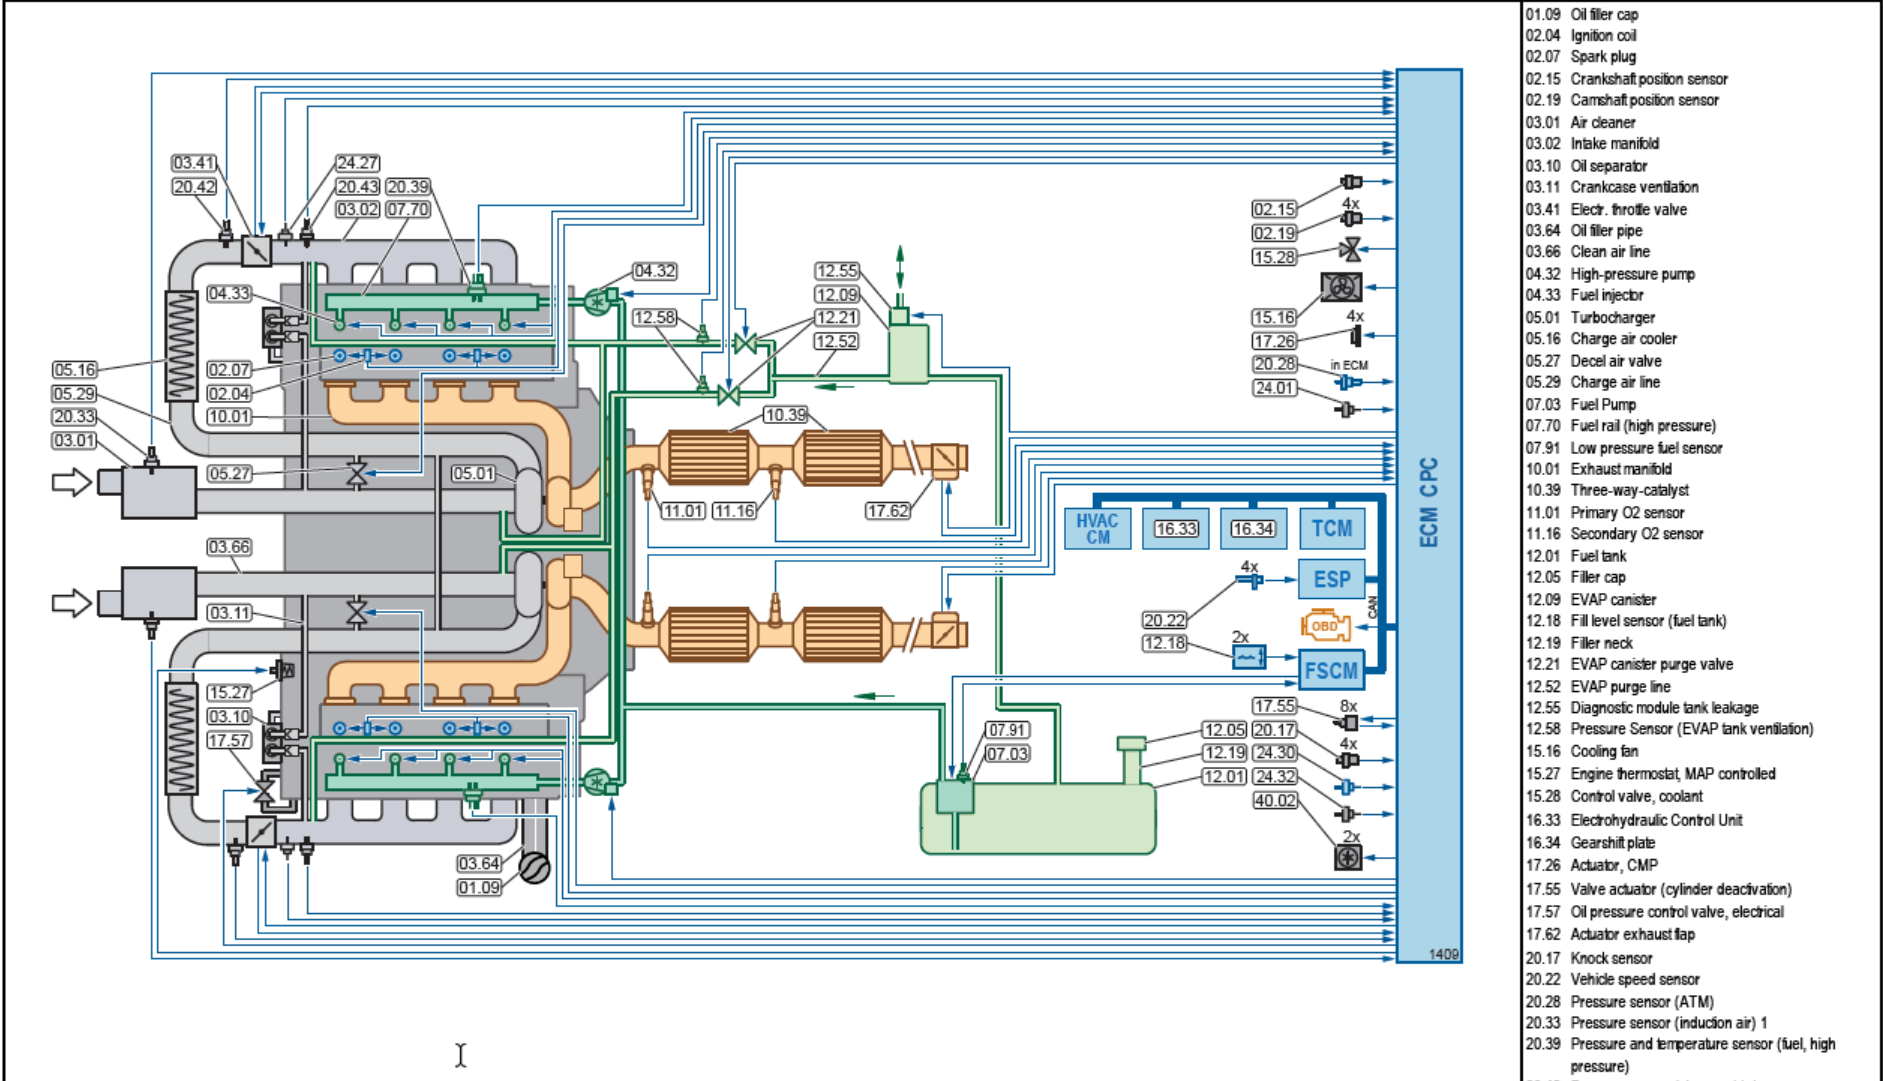 03.41
24.27
20.42
20.43
20.39
03.02
07.70
04.32
12.55
12.09
12.58
12.21
12.52
04.33
05.16
02.07
05.29
02.04
20.33
10.01
03.01
10.39
05.27
05.01
11.01
11.16
17.62
03.66
03.11
15.27
03.10
17.57
07.91
07.03
12.05
12.19
12.01
03.64
01.09
02.15
4x
02.19
15.28
15.16
4x
17.26
20.28
in ECM
24.01
HVAC
CM
16.33
16.34
TCM
4x
ESP
20.22
CAN
OBD
12.18
2x
FSCM
17.55
8x
20.17
4x
24.30
24.32
40.02
2x
ECM CPC
1409
01.09 Oil filler cap
02.04 Ignition coil
02.07 Spark plug
02.15 Crankshaft position sensor
02.19 Camshaft position sensor
03.01 Air cleaner
03.02 Intake manifold
03.10 Oil separator
03.11 Crankcase ventilation
03.41 Electr. throttle valve
03.64 Oil filler pipe
03.66 Clean air line
04.32 High-pressure pump
04.33 Fuel injector
05.01 Turbocharger
05.16 Charge air cooler
05.27 Decel air valve
05.29 Charge air line
07.03 Fuel Pump
07.70 Fuel rail (high pressure)
07.91 Low pressure fuel sensor
10.01 Exhaust manifold
10.39 Three-way-catalyst
11.01 Primary O2 sensor
11.16 Secondary O2 sensor
12.01 Fuel tank
12.05 Filler cap
12.09 EVAP canister
12.18 Fill level sensor (fuel tank)
12.19 Filler neck
12.21 EVAP canister purge valve
12.52 EVAP purge line
12.55 Diagnostic module tank leakage
12.58 Pressure Sensor (EVAP tank ventilation)
15.16 Cooling fan
15.27 Engine thermostat, MAP controlled
15.28 Control valve, coolant
16.33 Electrohydraulic Control Unit
16.34 Gearshift plate
17.26 Actuator, CMP
17.55 Valve actuator (cylinder deactivation)
17.57 Oil pressure control valve, electrical
17.62 Actuator exhaust flap
20.17 Knock sensor
20.22 Vehicle speed sensor
20.28 Pressure sensor (ATM)
20.33 Pressure sensor (induction air) 1
20.39 Pressure and temperature sensor (fuel, high
pressure)